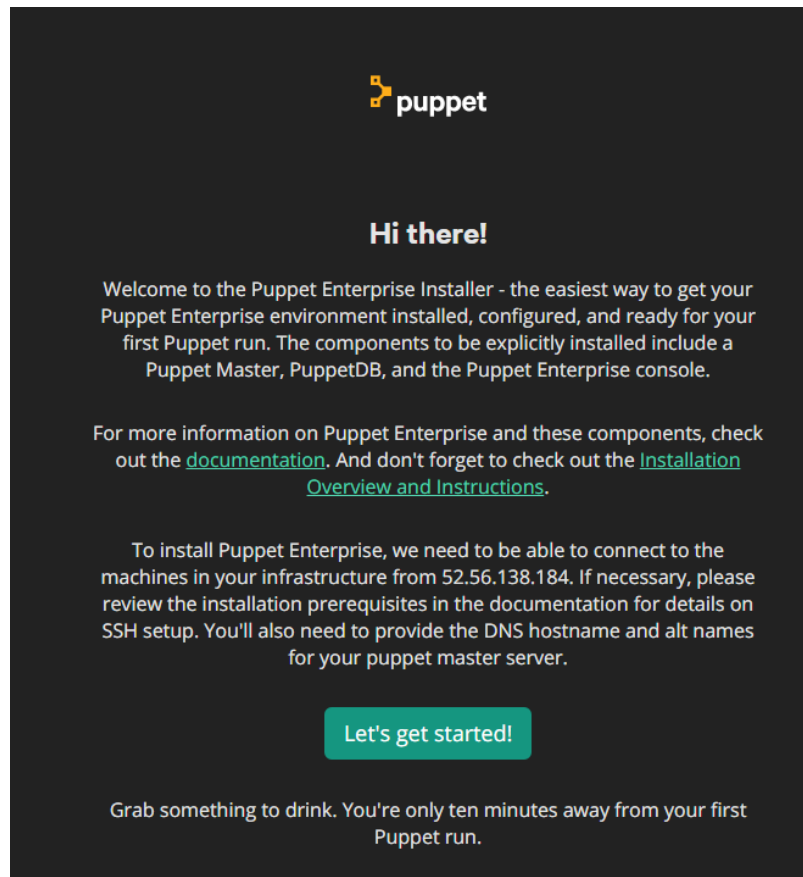 puppet
Hi there!
Welcome to the Puppet Enterprise Installer - the easiest way to get your
Puppet Enterprise environment installed, configured, and ready for your
first Puppet run. The components to be explicitly installed include a
Puppet Master, PuppetDB, and the Puppet Enterprise console.
For more information on Puppet Enterprise and these components, check
out the documentation. And don't forget to check out the Installation
Overview and Instructions.
To install Puppet Enterprise, we need to be able to connect to the
machines in your infrastructure from 52.56.138.184. If necessary, please
review the installation prerequisites in the documentation for details on
SSH setup. You'll also need to provide the DNS hostname and alt names
for your puppet master server.
Let's get started!
Grab something to drink. You're only ten minutes away from your first
Puppet run.